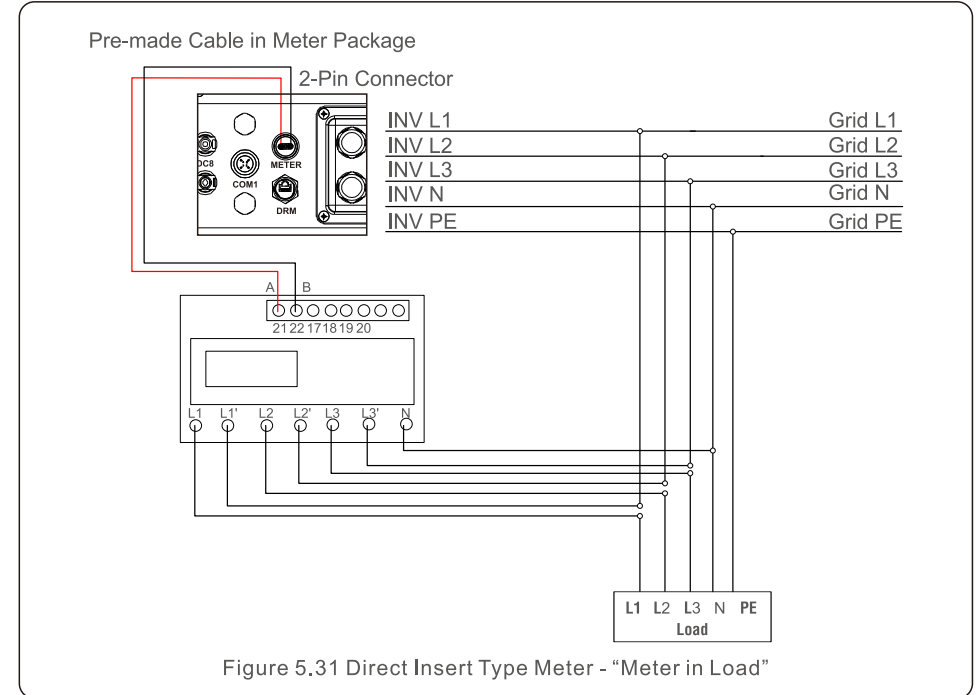 Pre-made Cable in Meter Package
2-Pin Connector
INV L1 Grid L1
INV L2 Grid L2
INV L3 Grid L3
INV N Grid N
INV PE Grid PE
DC8
METER
COM1
DRM
A B
21 22 17 18 19 20
L1 L1' L2 L2' L3 L3' N
L1 L2 L3 N PE
Load
Figure 5.31 Direct Insert Type Meter - “Meter in Load”